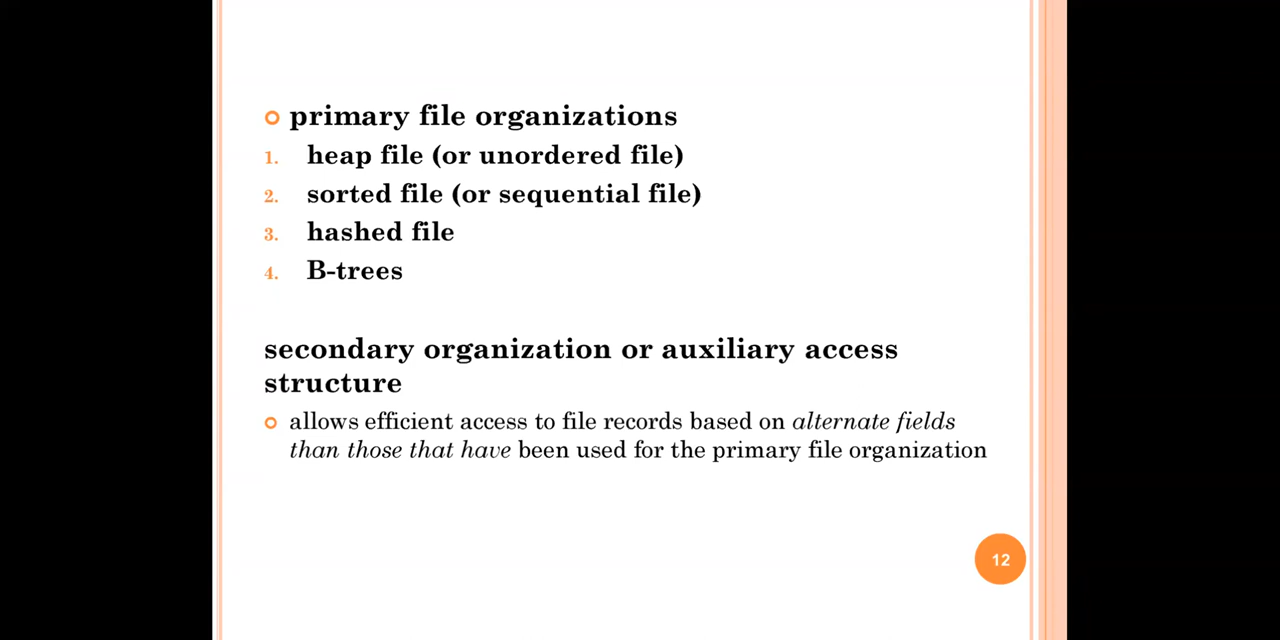 primary file organizations
1. heap file (or unordered file)
2. sorted file (or sequential file)
3. hashed file
4. B-trees
secondary organization or auxiliary access
structure
allows efficient access to file records based on alternate fields
than those that have been used for the primary file organization
12